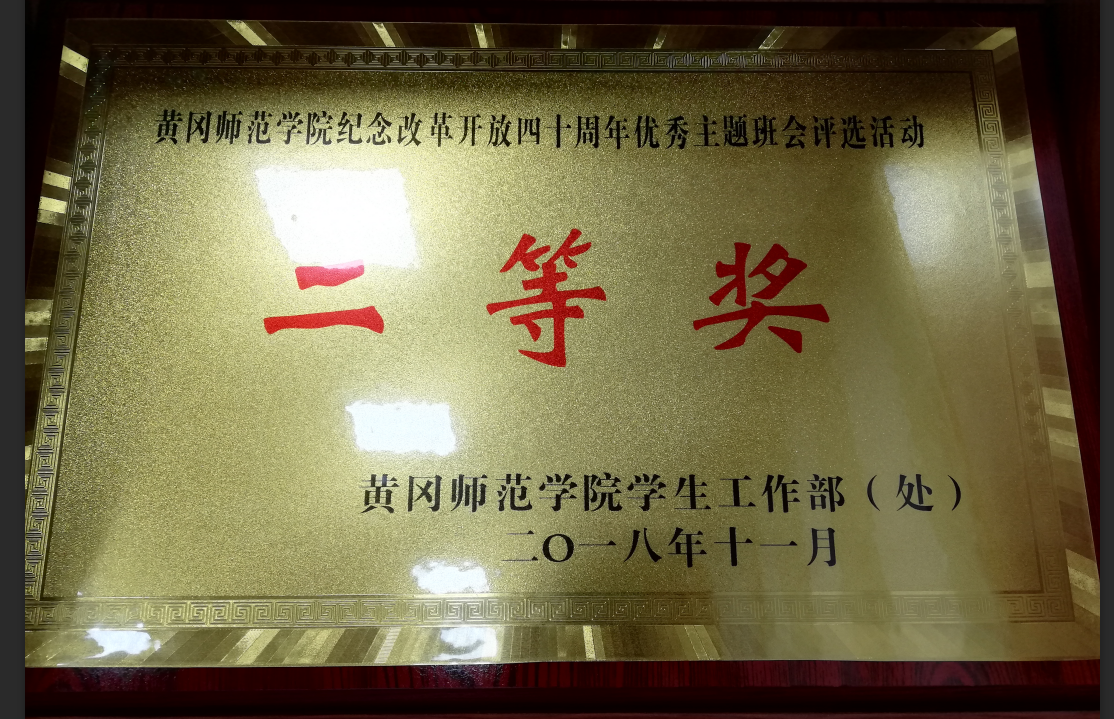 黄冈师范学院纪念改革开放四十周年优秀主题班会评选活动
二等奖
黄冈师范学院学生工作部（处）
二〇一八年十一月